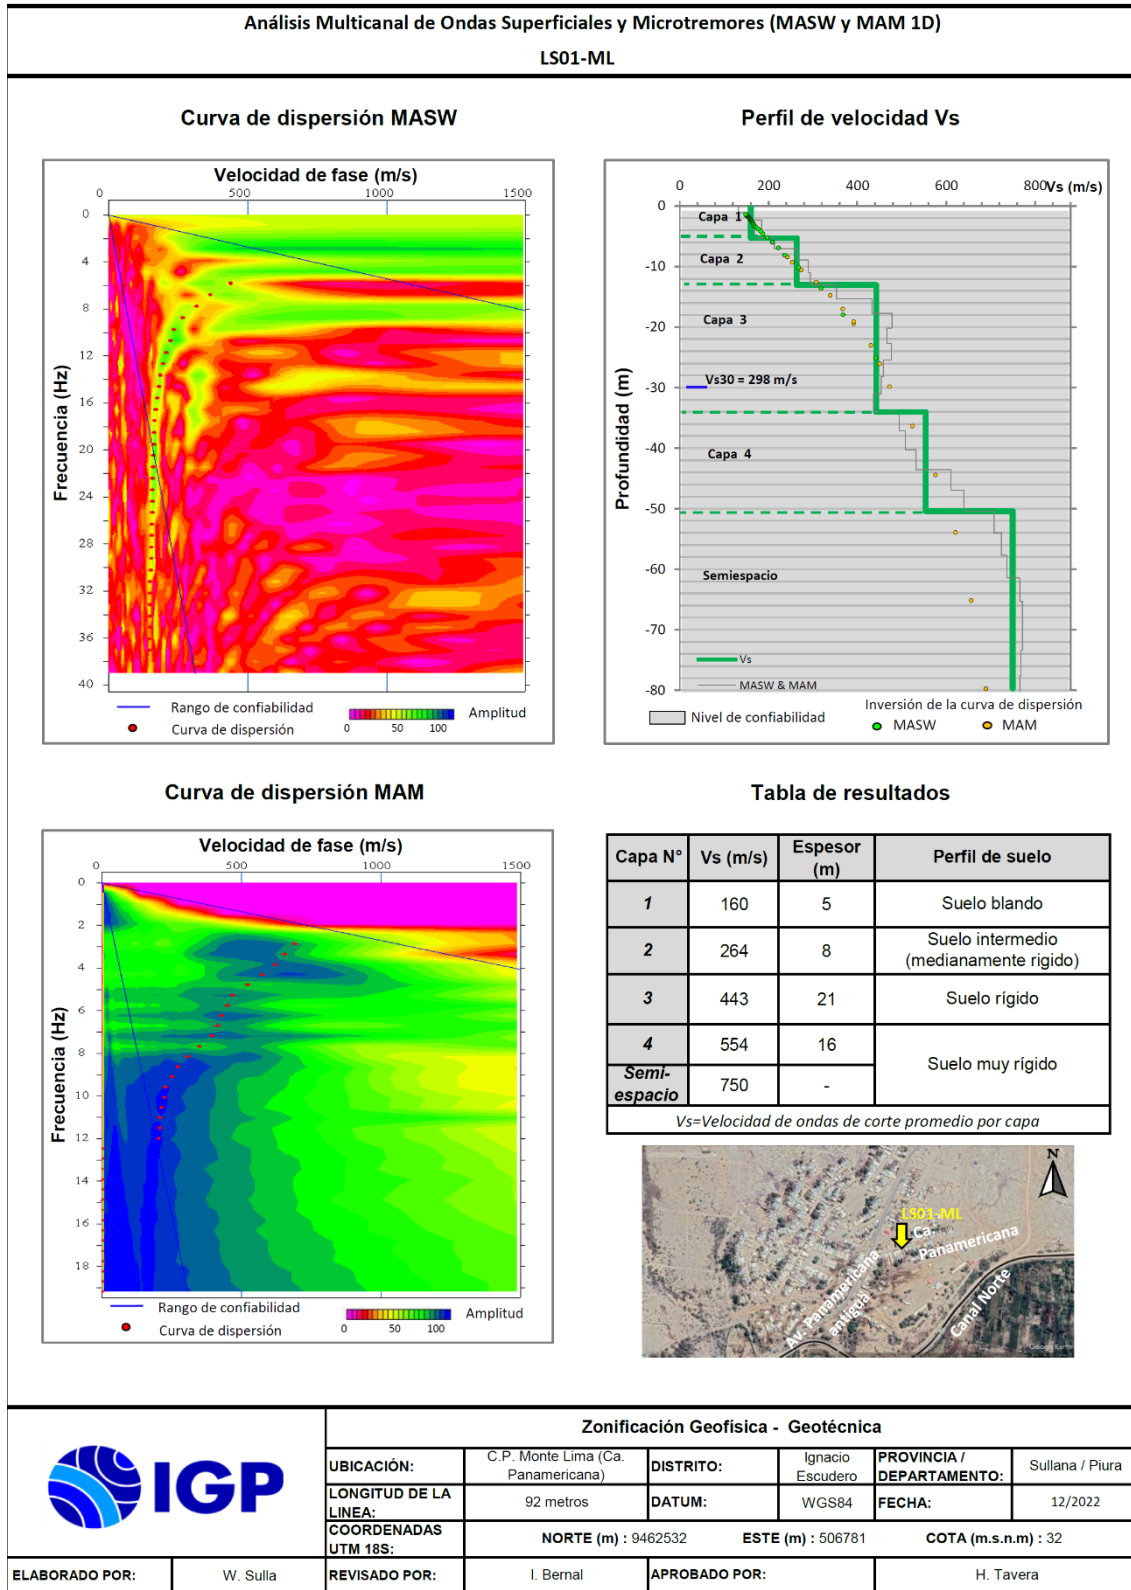 Análisis Multicanal de Ondas Superficiales y Microtremores (MASW y MAM 1D)
LS01-ML
Curva de dispersión MASW
Velocidad de fase (m/s)
0 500 1000 1500
Frecuencia (Hz)
0
4
8
12
16
20
24
28
32
36
40
Rango de confiabilidad
Curva de dispersión
0 50 100
Amplitud
Perfil de velocidad Vs
0 200 400 600 800 Vs (m/s)
Profundidad (m)
0
-10
-20
-30
-40
-50
-60
-70
-80
Capa 1
Capa 2
Capa 3
Vs30 = 298 m/s
Capa 4
Semiespacio
Vs
MASW & MAM
Nivel de confiabilidad
Inversión de la curva de dispersión
MASW MAM
Curva de dispersión MAM
Velocidad de fase (m/s)
0 500 1000 1500
Frecuencia (Hz)
0
2
4
6
8
10
12
14
16
18
Rango de confiabilidad
Curva de dispersión
0 50 100
Amplitud
Tabla de resultados
Capa N° Vs (m/s) Espesor (m) Perfil de suelo
1 160 5 Suelo blando
2 264 8 Suelo intermedio (medianamente rigido)
3 443 21 Suelo rígido
4 554 16 Suelo muy rígido
Semi-espacio 750 -
Vs=Velocidad de ondas de corte promedio por capa
N
LS01-ML
Ca. Panamericana
Av. Panamericana antigua
Canal Norte
Google Earth
IGP
Zonificación Geofísica - Geotécnica
UBICACIÓN: C.P. Monte Lima (Ca. Panamericana) DISTRITO: Ignacio Escudero PROVINCIA / DEPARTAMENTO: Sullana / Piura
LONGITUD DE LA LINEA: 92 metros DATUM: WGS84 FECHA: 12/2022
COORDENADAS UTM 18S: NORTE (m) : 9462532 ESTE (m) : 506781 COTA (m.s.n.m) : 32
ELABORADO POR: W. Sulla REVISADO POR: I. Bernal APROBADO POR: H. Tavera